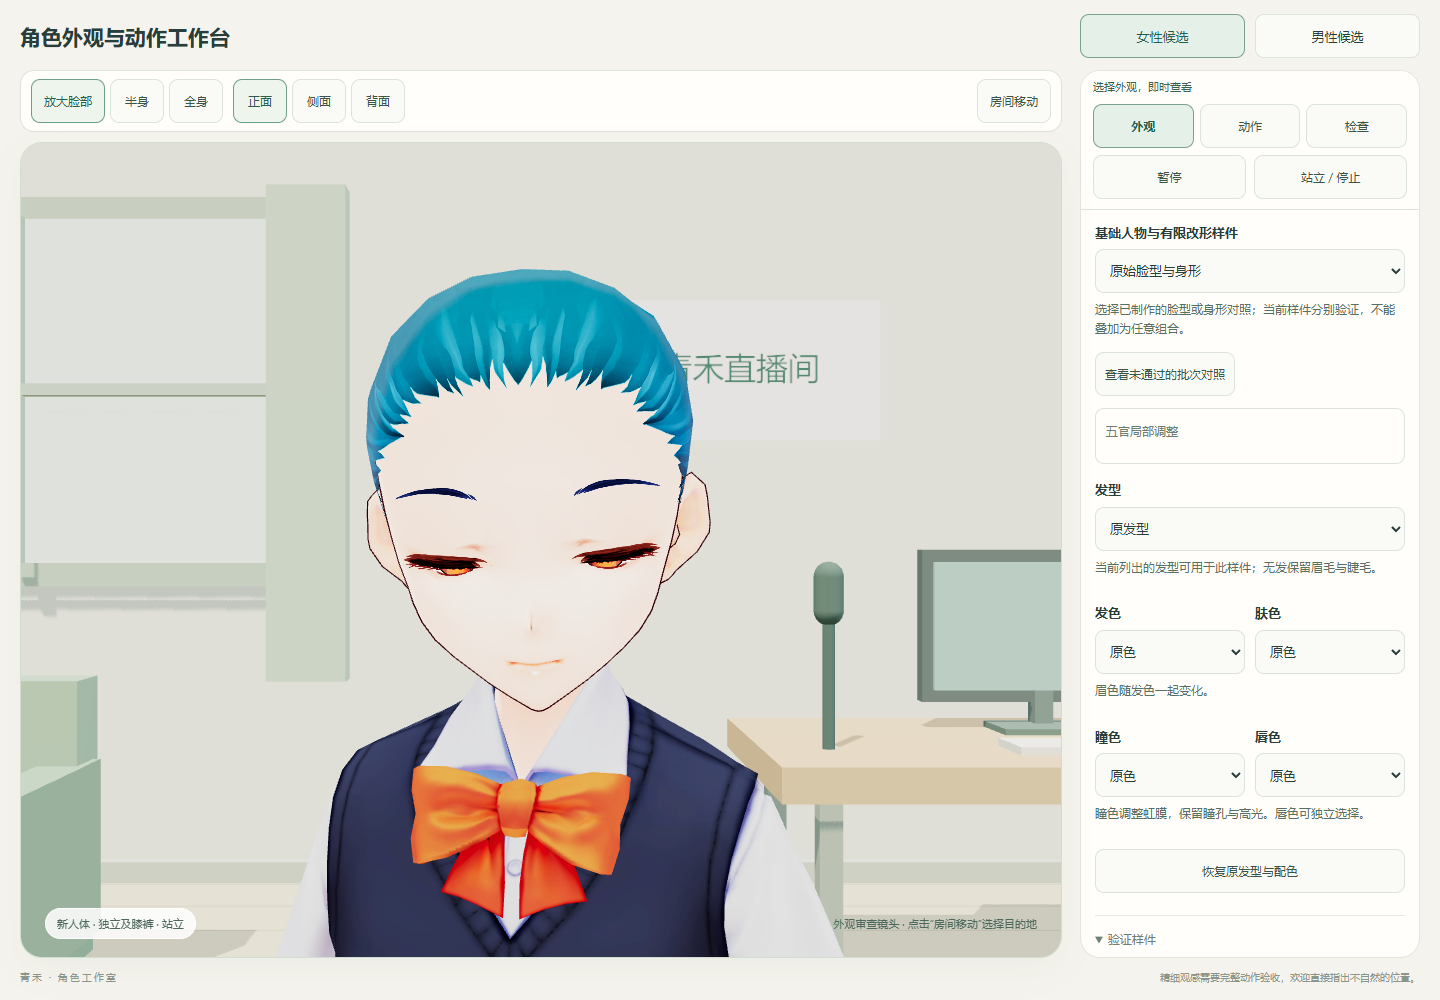 角色外观与动作工作台
女性候选
男性候选
放大脸部
半身
全身
正面
侧面
背面
房间移动
选择外观，即时查看
外观
动作
检查
暂停
站立 / 停止
青禾直播间
新人体 · 独立及膝裤 · 站立
外观审查镜头 · 点击“房间移动”选择目的地
基础人物与有限改形样件
原始脸型与身形
选择已制作的脸型或身形对照；当前样件分别验证，不能
叠加为任意组合。
查看未通过的批次对照
五官局部调整
发型
原发型
当前列出的发型可用于此样件；无发保留眉毛与睫毛。
发色
肤色
原色
原色
眉色随发色一起变化。
瞳色
唇色
原色
原色
瞳色调整虹膜，保留瞳孔与高光。唇色可独立选择。
恢复原发型与配色
▼ 验证样件
青禾 · 角色工作室
精细观感需要完整动作验收，欢迎直接指出不自然的位置。